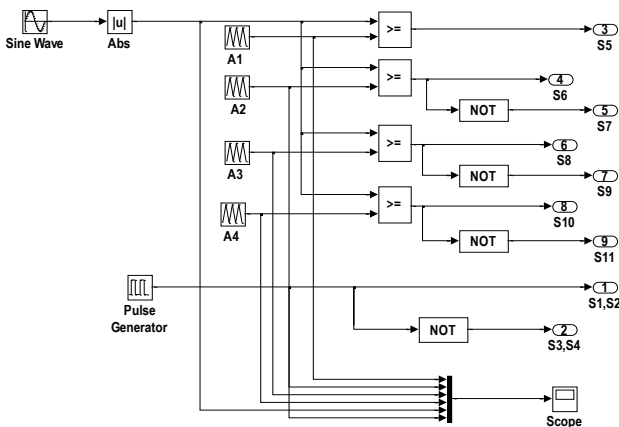 Sine Wave
|u|
Abs
A1
>=
3
S5
A2
>=
4
S6
NOT
5
S7
A3
>=
6
S8
NOT
7
S9
A4
>=
8
S10
NOT
9
S11
Pulse
Generator
1
S1,S2
NOT
2
S3,S4
Scope